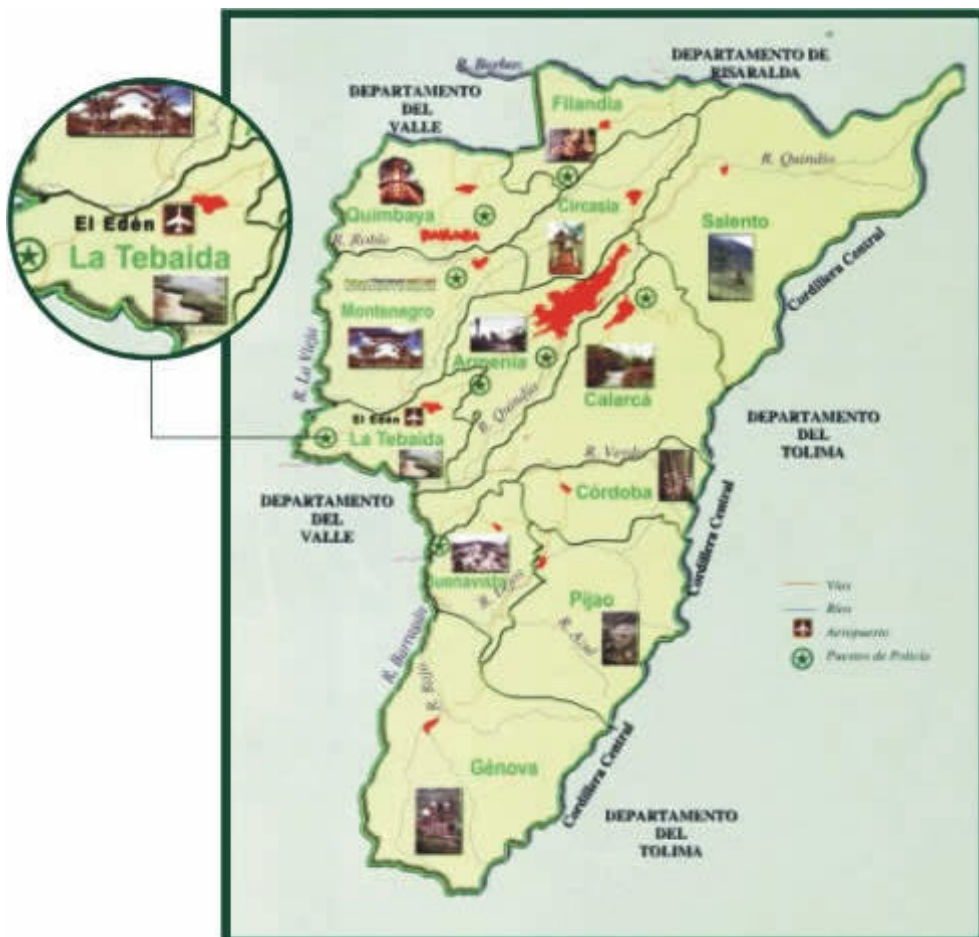 R. Barbas
DEPARTAMENTO DE
RISARALDA
DEPARTAMENTO
DEL
VALLE
Filandia
R. Quindío
Quimbaya
Circasia
Salento
R. Roble
El Edén
La Tebaida
Cordillera Central
Montenegro
R. La Vieja
Armenia
Calarcá
R. Quindío
El Edén
La Tebaida
DEPARTAMENTO
DEL
TOLIMA
R. Verde
Córdoba
DEPARTAMENTO
DEL
VALLE
Cordillera Central
Buenavista
Pijao
R. Azul
R. Barragán
R. Rojo
Vías
Ríos
Aeropuerto
Puestos de Policía
Génova
Cordillera Central
DEPARTAMENTO
DEL
TOLIMA